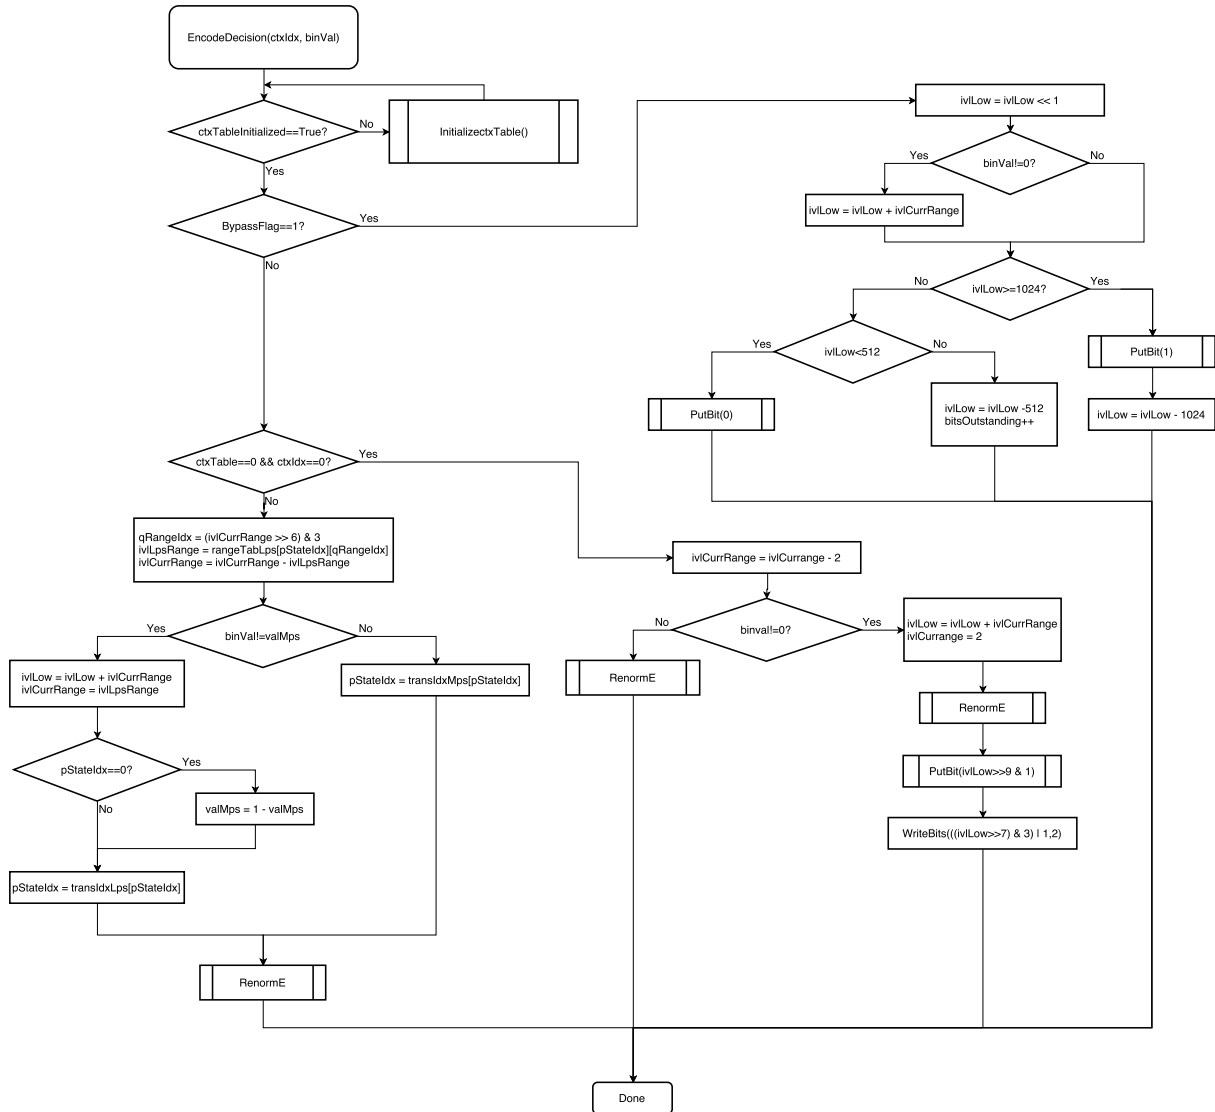 EncodeDecision(ctxIdx, binVal)
ctxTableInitialized==True?
No
InitializectxTable()
Yes
BypassFlag==1?
Yes
No
ivlLow = ivlLow << 1
binVal!=0?
Yes
No
ivlLow = ivlLow + ivlCurrRange
ivlLow>=1024?
No
Yes
ivlLow<512
Yes
No
PutBit(1)
PutBit(0)
ivlLow = ivlLow -512
bitsOutstanding++
ivlLow = ivlLow - 1024
ctxTable==0 && ctxIdx==0?
Yes
No
qRangeIdx = (ivlCurrRange >> 6) & 3
ivlLpsRange = rangeTabLps[pStateIdx][qRangeIdx]
ivlCurrRange = ivlCurrRange - ivlLpsRange
binVal!=valMps
Yes
No
ivlLow = ivlLow + ivlCurrRange
ivlCurrRange = ivlLpsRange
pStateIdx = transIdxMps[pStateIdx]
pStateIdx==0?
Yes
No
valMps = 1 - valMps
pStateIdx = transIdxLps[pStateIdx]
RenormE
ivlCurrRange = ivlCurrange - 2
binval!=0?
No
Yes
RenormE
ivlLow = ivlLow + ivlCurrRange
ivlCurrange = 2
RenormE
PutBit(ivlLow>>9 & 1)
WriteBits(((ivlLow>>7) & 3) | 1,2)
Done